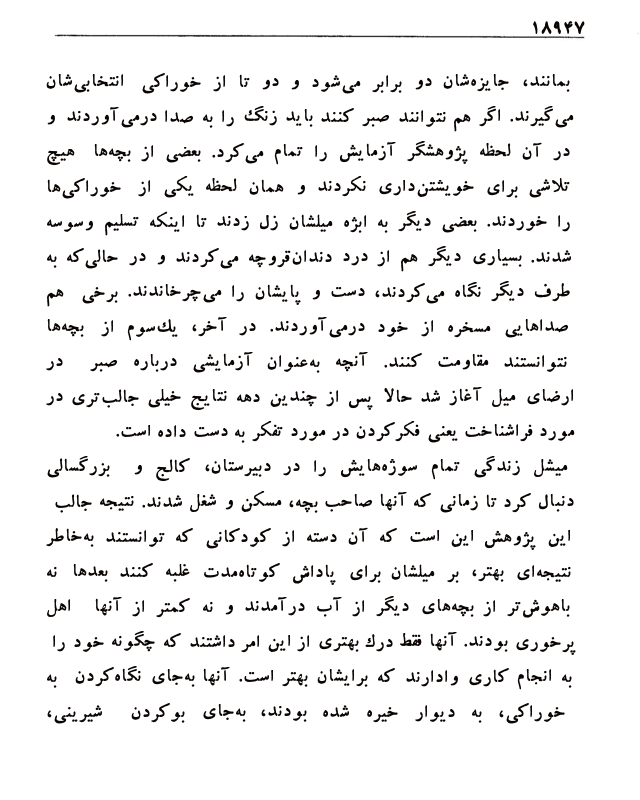 ۱۸۹۴۷
بمانند، جایزه‌شان دو برابر می‌شود و دو تا از خوراکی انتخابی‌شان
می‌گیرند. اگر هم نتوانند صبر کنند باید زنگ را به صدا درمی‌آوردند و
در آن لحظه پژوهشگر آزمایش را تمام می‌کرد. بعضی از بچه‌ها هیچ
تلاشی برای خویشتن‌داری نکردند و همان لحظه یکی از خوراکی‌ها
را خوردند. بعضی دیگر به ابژه میلشان زل زدند تا اینکه تسلیم وسوسه
شدند. بسیاری دیگر هم از درد دندان‌قروچه می‌کردند و در حالی‌که به
طرف دیگر نگاه می‌کردند، دست و پایشان را می‌چرخاندند. برخی هم
صداهایی مسخره از خود درمی‌آوردند. در آخر، یك‌سوم از بچه‌ها
نتوانستند مقاومت کنند. آنچه به‌عنوان آزمایشی درباره صبر در
ارضای میل آغاز شد حالا پس از چندین دهه نتایج خیلی جالب‌تری در
مورد فراشناخت یعنی فکرکردن در مورد تفکر به دست داده است.
میشل زندگی تمام سوژه‌هایش را در دبیرستان، کالج و بزرگسالی
دنبال کرد تا زمانی که آنها صاحب بچه، مسکن و شغل شدند. نتیجه جالب
این پژوهش این است که آن دسته از کودکانی که توانستند به‌خاطر
نتیجه‌ای بهتر، بر میلشان برای پاداش کوتاه‌مدت غلبه کنند بعدها نه
باهوش‌تر از بچه‌های دیگر از آب درآمدند و نه کمتر از آنها اهل
پرخوری بودند. آنها فقط درك بهتری از این امر داشتند که چگونه خود را
به انجام کاری وادارند که برایشان بهتر است. آنها به‌جای نگاه‌کردن به
خوراکی، به دیوار خیره شده بودند، به‌جای بوکردن شیرینی،